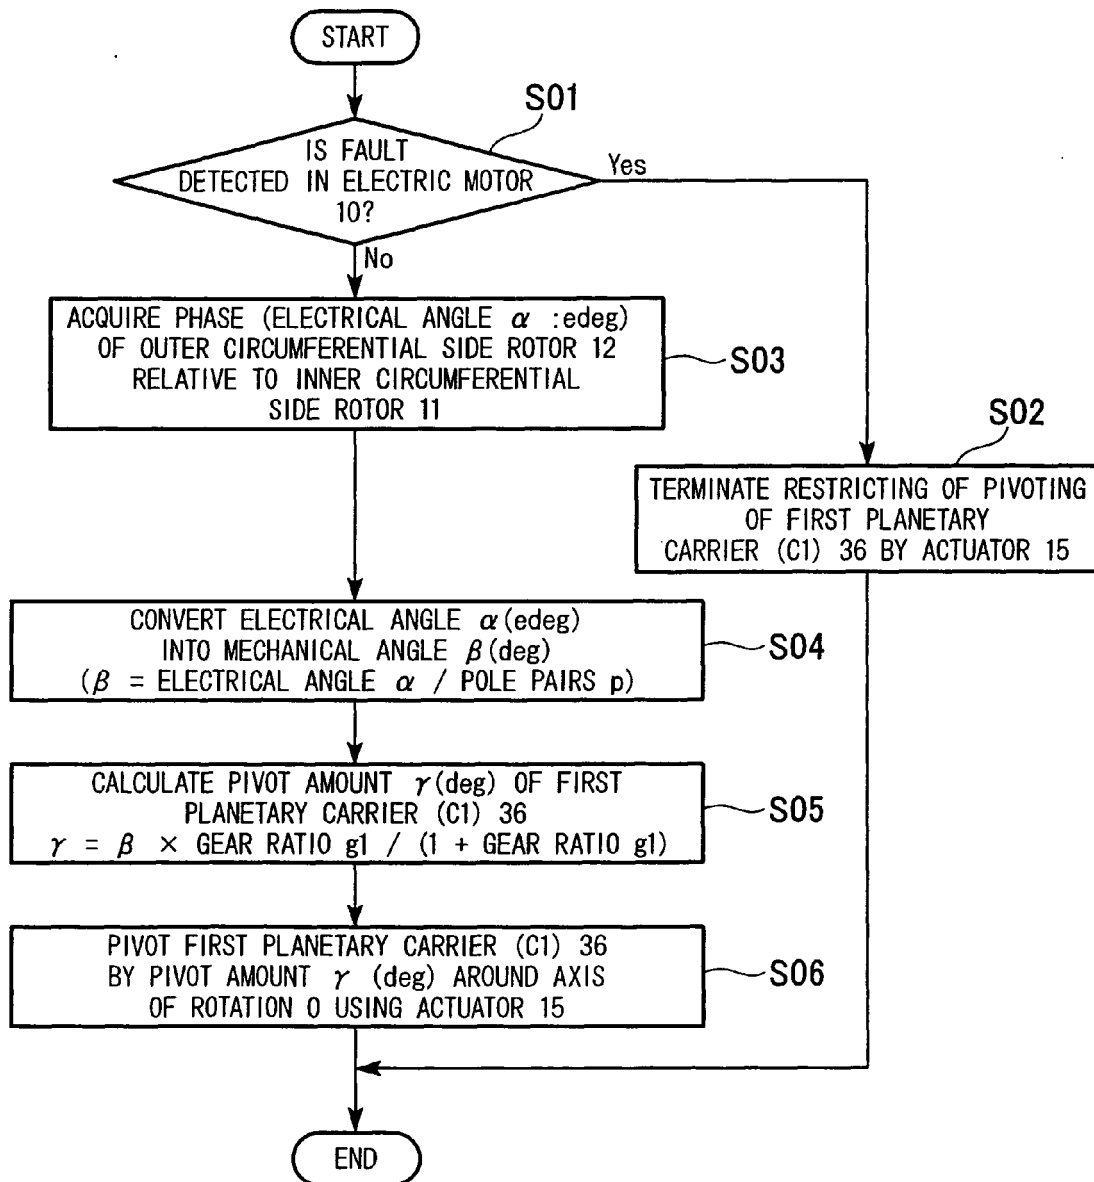 START
S01
IS FAULT
DETECTED IN ELECTRIC MOTOR
10?
Yes
No
ACQUIRE PHASE (ELECTRICAL ANGLE α :edeg)
OF OUTER CIRCUMFERENTIAL SIDE ROTOR 12
RELATIVE TO INNER CIRCUMFERENTIAL
SIDE ROTOR 11
S03
S02
TERMINATE RESTRICTING OF PIVOTING
OF FIRST PLANETARY
CARRIER (C1) 36 BY ACTUATOR 15
CONVERT ELECTRICAL ANGLE α(edeg)
INTO MECHANICAL ANGLE β(deg)
(β = ELECTRICAL ANGLE α / POLE PAIRS p)
S04
CALCULATE PIVOT AMOUNT γ(deg) OF FIRST
PLANETARY CARRIER (C1) 36
γ = β × GEAR RATIO g1 / (1 + GEAR RATIO g1)
S05
PIVOT FIRST PLANETARY CARRIER (C1) 36
BY PIVOT AMOUNT γ (deg) AROUND AXIS
OF ROTATION O USING ACTUATOR 15
S06
END